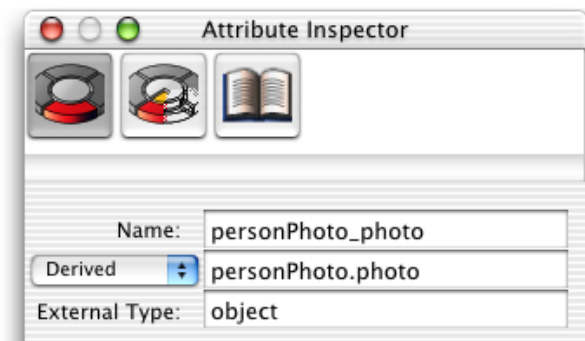 Attribute Inspector
Name: personPhoto_photo
Derived personPhoto.photo
External Type: object